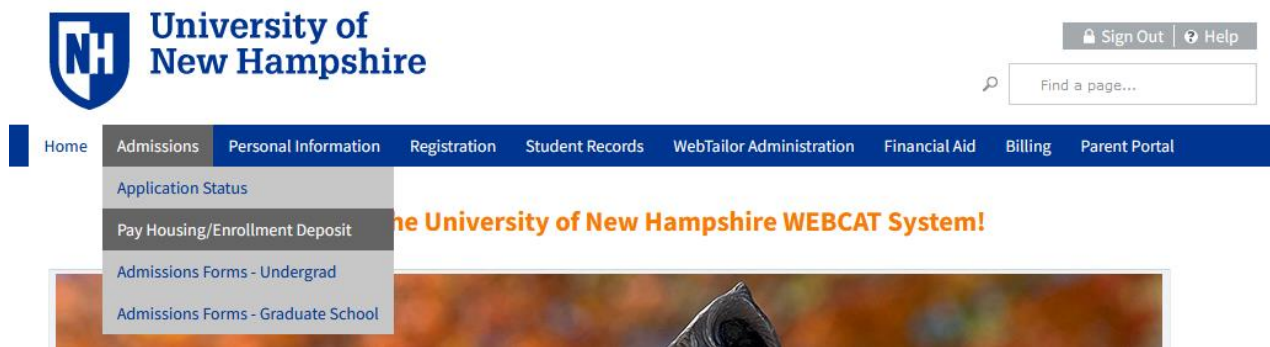 University of
New Hampshire
NH
Sign Out
Help
Find a page...
Home
Admissions
Personal Information
Registration
Student Records
WebTailor Administration
Financial Aid
Billing
Parent Portal
Application Status
Pay Housing/Enrollment Deposit
Admissions Forms - Undergrad
Admissions Forms - Graduate School
University of New Hampshire WEBCAT System!